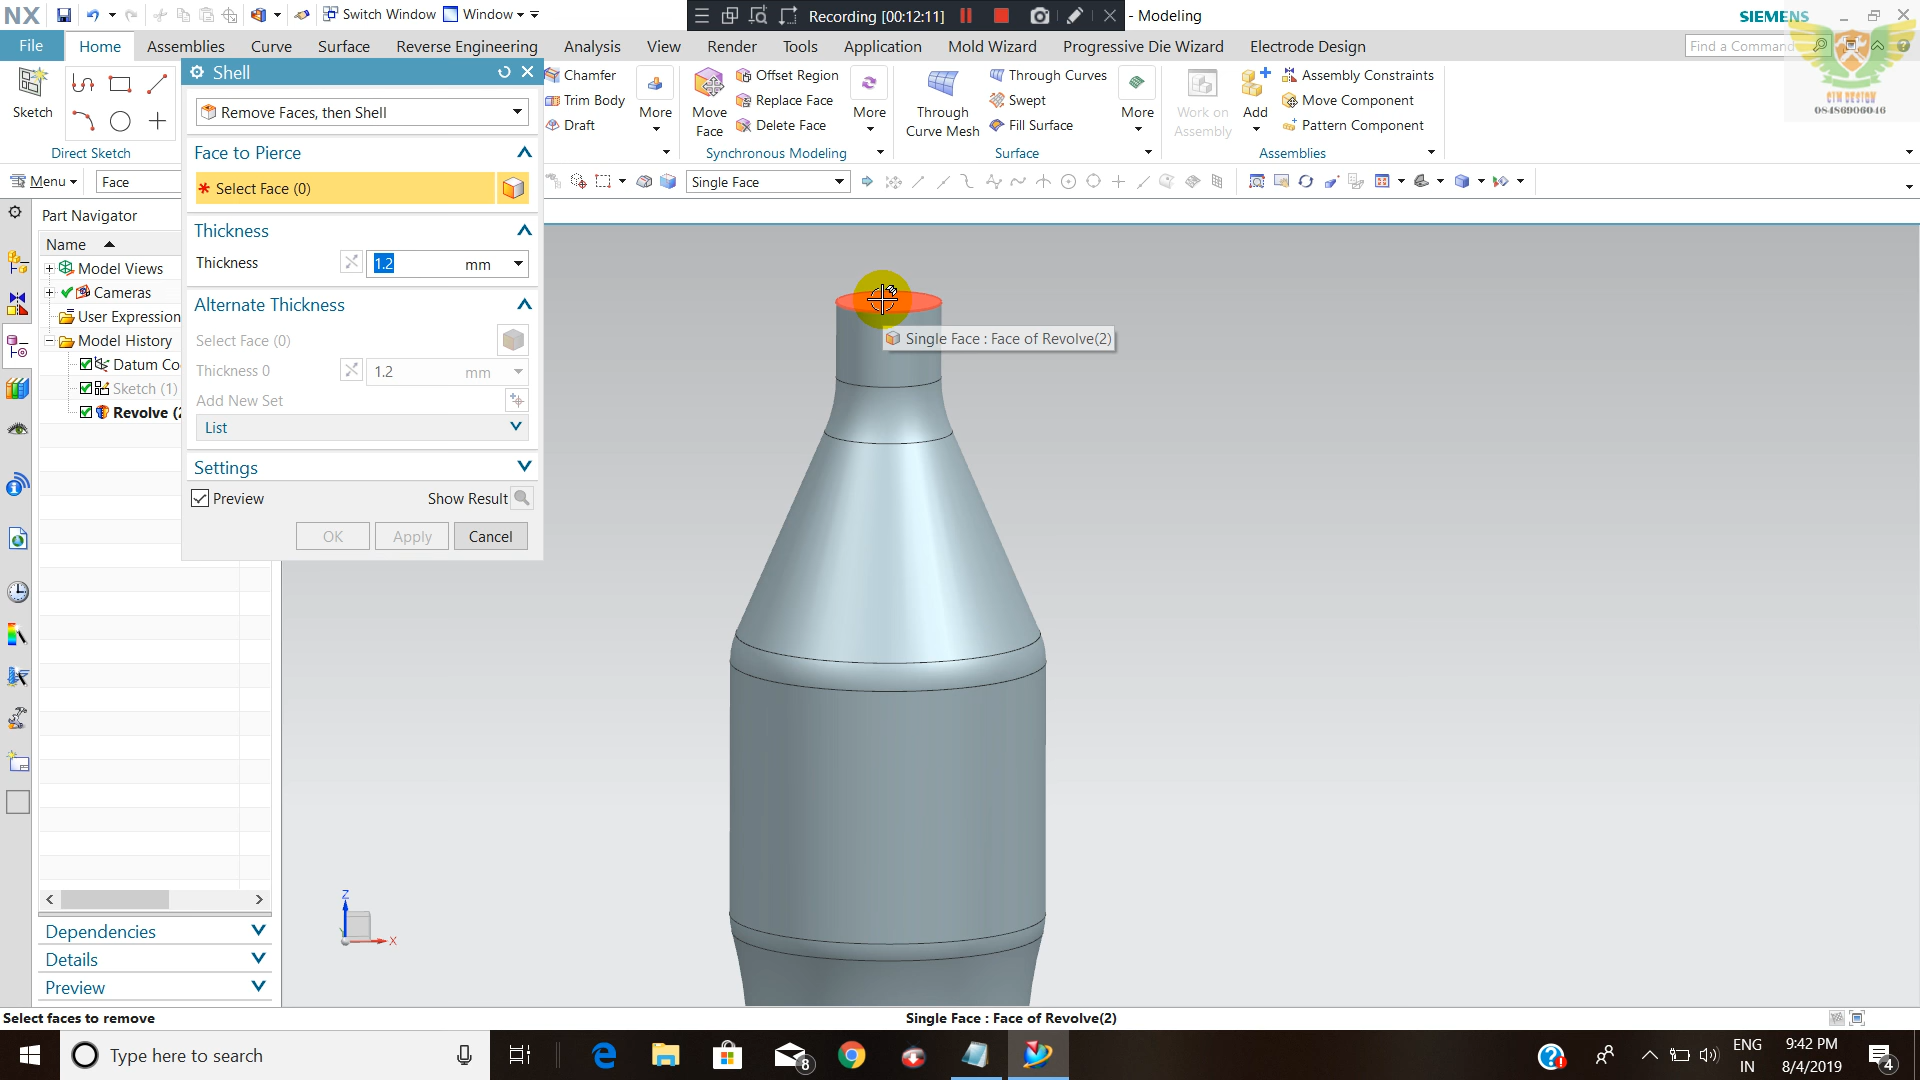 NX Switch Window Window Recording [00:12:11] - Modeling SIEMENS
File Home Assemblies Curve Surface Reverse Engineering Analysis View Render Tools Application Mold Wizard Progressive Die Wizard Electrode Design Find a Command
Shell
Chamfer Offset Region Through Curves Assembly Constraints
Trim Body Replace Face Swept Move Component
Draft Delete Face Fill Surface Pattern Component
Sketch More Move Face More Through Curve Mesh More Work on Assembly Add
CTM DESIGN
08486906046
Direct Sketch Synchronous Modeling Surface Assemblies
Remove Faces, then Shell
Face to Pierce
Menu Face Select Face (0) Single Face
* Part Navigator
Thickness
Name
Thickness 1.2 mm
Model Views
Cameras
Alternate Thickness
User Expression
Model History
Select Face (0)
Single Face : Face of Revolve(2)
Datum Co
Thickness 0 1.2 mm
Sketch (1)
Add New Set
Revolve (2
List
Settings
Preview Show Result
OK Apply Cancel
Z
X
Dependencies
Details
Preview
Select faces to remove Single Face : Face of Revolve(2)
Type here to search 8 ENG 9:42 PM
IN 8/4/2019 4